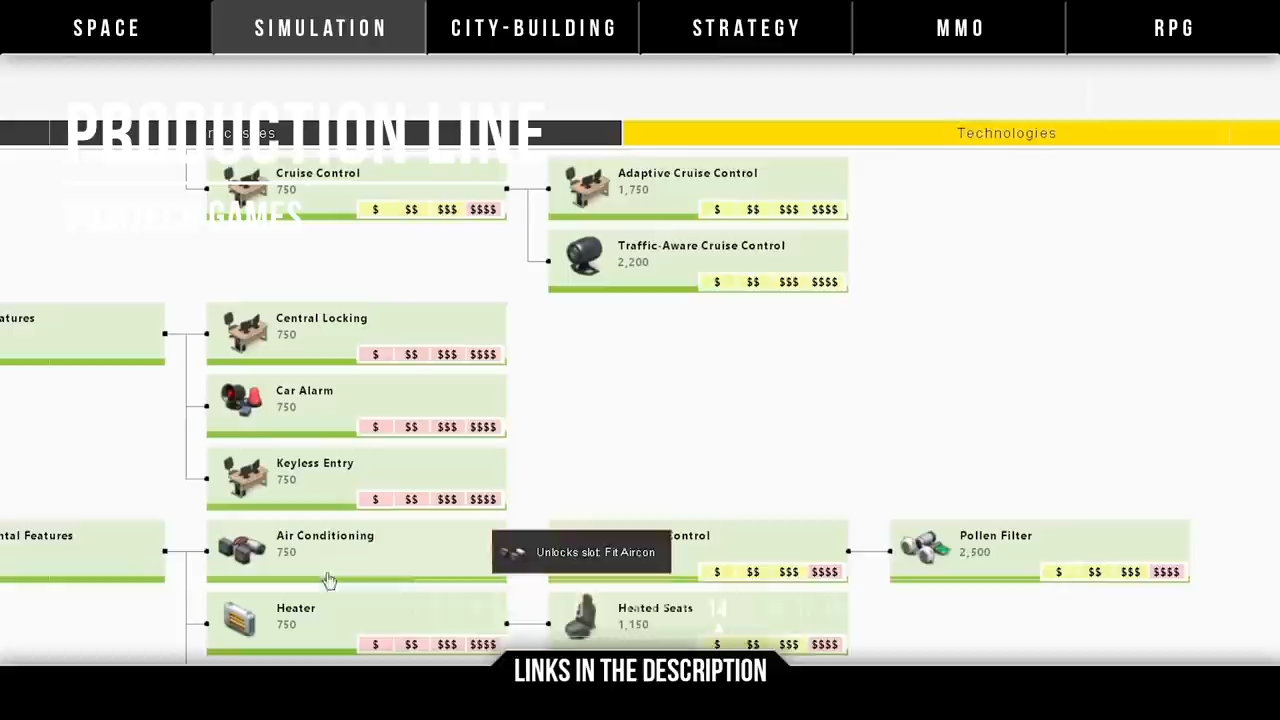 SPACE
SIMULATION
CITY-BUILDING
STRATEGY
MMO
RPG
PRODUCTION LINE
Technologies
GAMES
Cruise Control
750
$ $$ $$$ $$$$
Adaptive Cruise Control
1,750
$ $$ $$$ $$$$
Traffic-Aware Cruise Control
2,200
$ $$ $$$ $$$$
atures
Central Locking
750
$ $$ $$$ $$$$
Car Alarm
750
$ $$ $$$ $$$$
Keyless Entry
750
$ $$ $$$ $$$$
ntal Features
Air Conditioning
750
Unlocks slot: Fit Aircon
ontrol
$ $$ $$$ $$$$
Pollen Filter
2,500
$ $$ $$$ $$$$
Heater
750
$ $$ $$$ $$$$
Heated Seats
1,150
14
$ $$ $$$ $$$$
LINKS IN THE DESCRIPTION